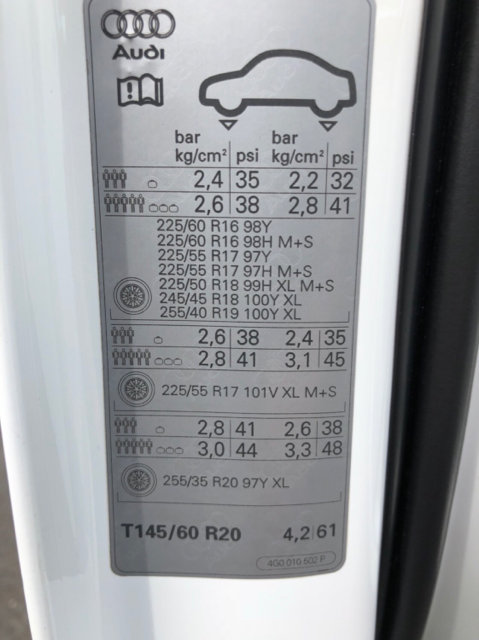 Audi
bar psi bar psi
kg/cm² kg/cm²
2,4 35 2,2 32
2,6 38 2,8 41
225/60 R16 98Y
225/60 R16 98H M+S
225/55 R17 97Y
225/55 R17 97H M+S
225/50 R18 99H XL M+S
245/45 R18 100Y XL
255/40 R19 100Y XL
2,6 38 2,4 35
2,8 41 3,1 45
225/55 R17 101V XL M+S
2,8 41 2,6 38
3,0 44 3,3 48
255/35 R20 97Y XL
T145/60 R20 4,2 61
4G0 010 502 P